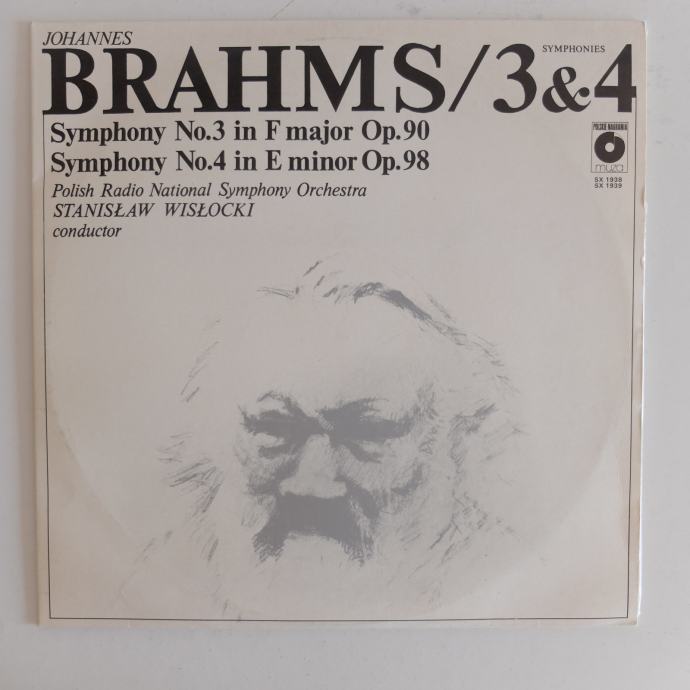 JOHANNES
BRAHMS/3&4
SYMPHONIES
Symphony No.3 in F major Op.90
Symphony No.4 in E minor Op.98
Polish Radio National Symphony Orchestra
STANISŁAW WISŁOCKI
conductor
POLSKIE NAGRANIA
muza
SX 1938
SX 1939